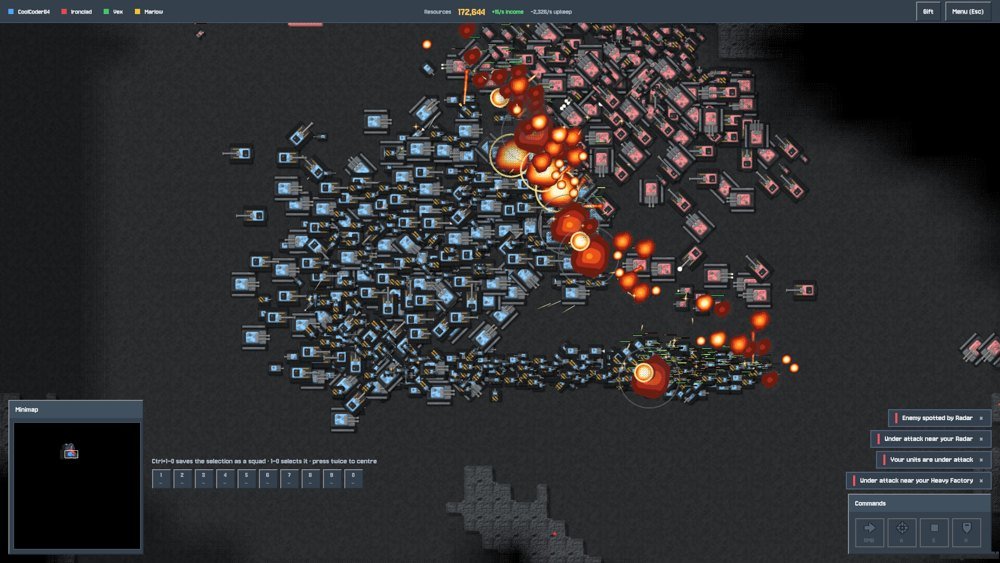 CoolCoder64 Ironclad Vex Marlow
Resources 172,644 +15/s income -2,326/s upkeep
Gift
Menu (Esc)
Minimap
Ctrl+1-0 saves the selection as a squad · 1-0 selects it · press twice to centre
1 2 3 4 5 6 7 8 9 0
Enemy spotted by Radar ×
Under attack near your Radar ×
Your units are under attack ×
Under attack near your Heavy Factory ×
Commands